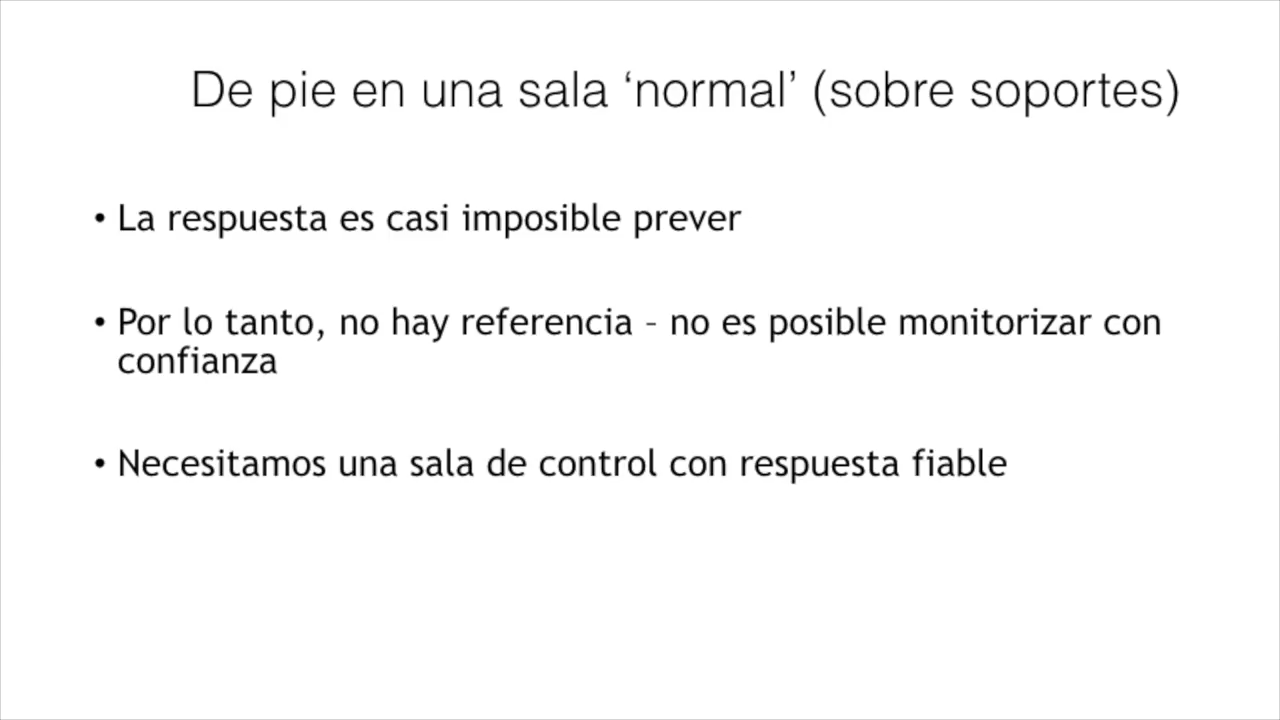 De pie en una sala ‘normal’ (sobre soportes)
• La respuesta es casi imposible prever
• Por lo tanto, no hay referencia – no es posible monitorizar con
confianza
• Necesitamos una sala de control con respuesta fiable